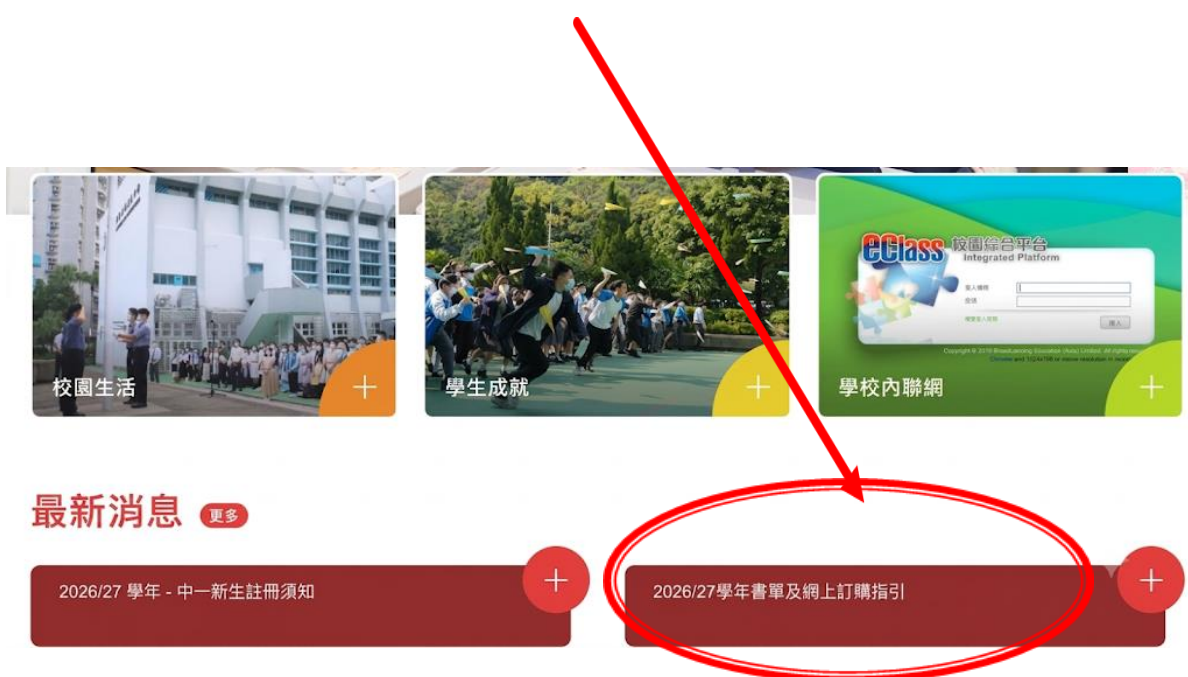 校園生活
學生成就
eClass 校園綜合平台
Integrated Platform
登入
學校內聯網
最新消息 更多
2026/27 學年 - 中一新生註冊須知
2026/27學年書單及網上訂購指引